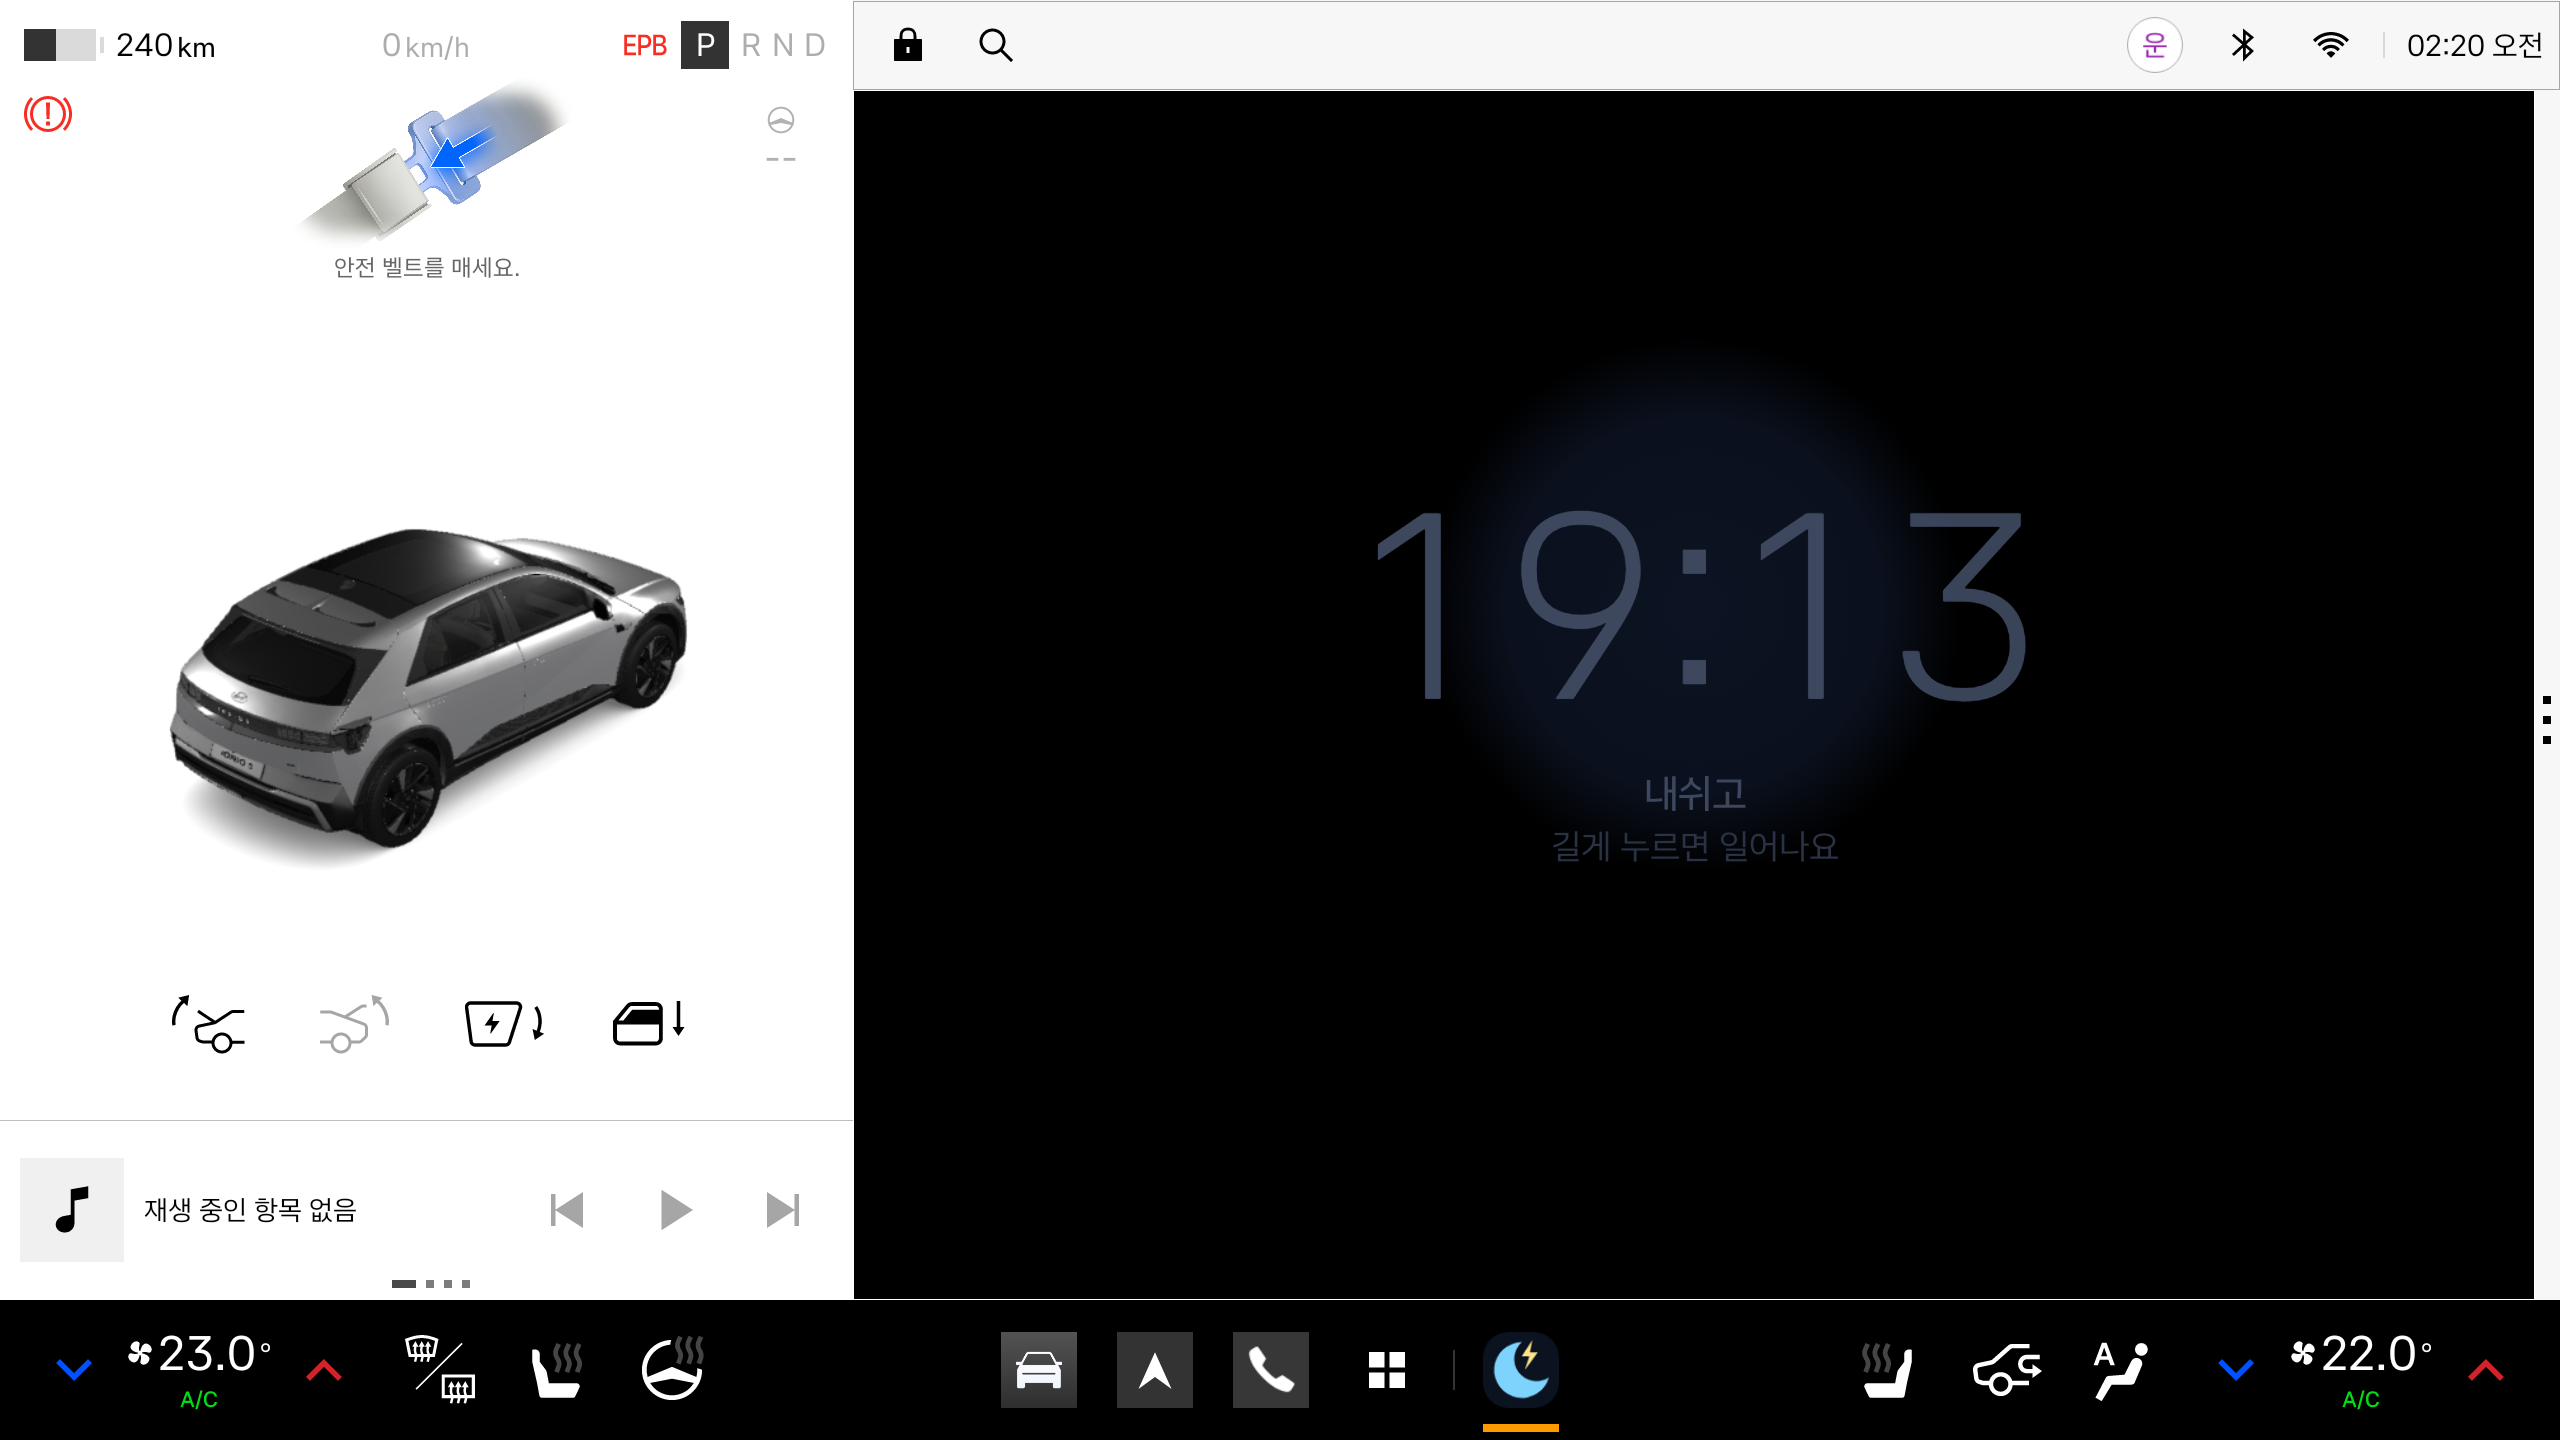 240 km
0 km/h
EPB P R N D
운
02:20 오전
안전 벨트를 매세요.
19:13
내쉬고
길게 누르면 일어나요
재생 중인 항목 없음
23.0°
A/C
A
22.0°
A/C